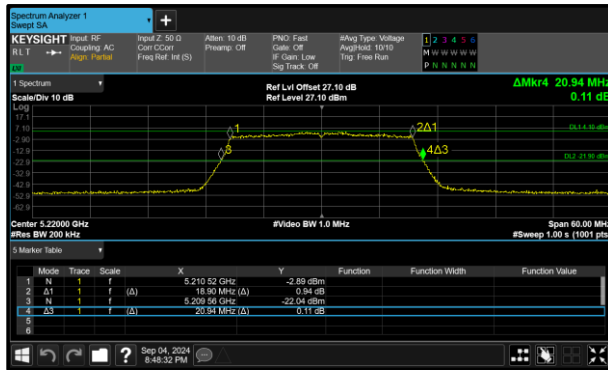 Spectrum Analyzer 1
Swept SA
KEYSIGHT
RLT
Input: RF
Coupling: AC
Align: Partial
Input Z: 50 Ω
Corr CCorr
Freq Ref: Int (S)
Atten: 10 dB
Preamp: Off
PNO: Fast
Gate: Off
IF Gain: Low
Sig Track: Off
#Avg Type: Voltage
Avg|Hold: 10/10
Trig: Free Run
1 2 3 4 5 6
M W W W W W
P N N N N N
1 Spectrum
Scale/Div 10 dB
Ref Lvl Offset 27.10 dB
Ref Level 27.10 dBm
ΔMkr4 20.94 MHz
0.11 dB
Log
17.1
7.10
-2.90
-12.9
-22.9
-32.9
-42.9
-52.9
-62.9
1
2Δ1
3
4Δ3
DL1 4.10 dBm
DL2 -21.90 dBm
Center 5.22000 GHz
#Res BW 200 kHz
#Video BW 1.0 MHz
Span 60.00 MHz
#Sweep 1.00 s (1001 pts)
5 Marker Table
Mode Trace Scale X Y Function Function Width Function Value
1 N 1 f 5.210 52 GHz -2.89 dBm
2 Δ1 1 f (Δ) 18.90 MHz (Δ) 0.94 dB
3 N 1 f 5.209 56 GHz -22.04 dBm
4 Δ3 1 f (Δ) 20.94 MHz (Δ) 0.11 dB
5
6
?
Sep 04, 2024
8:48:32 PM